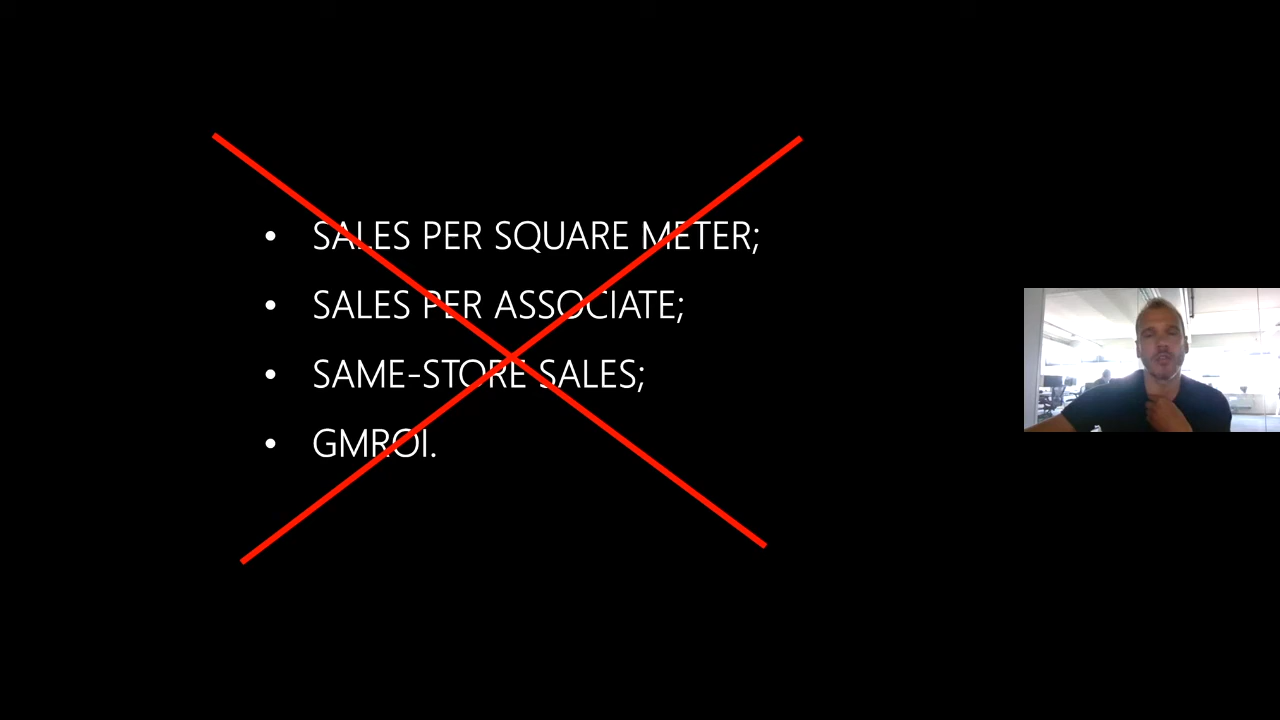 • SALES PER SQUARE METER;
• SALES PER ASSOCIATE;
• SAME-STORE SALES;
• GMROI.